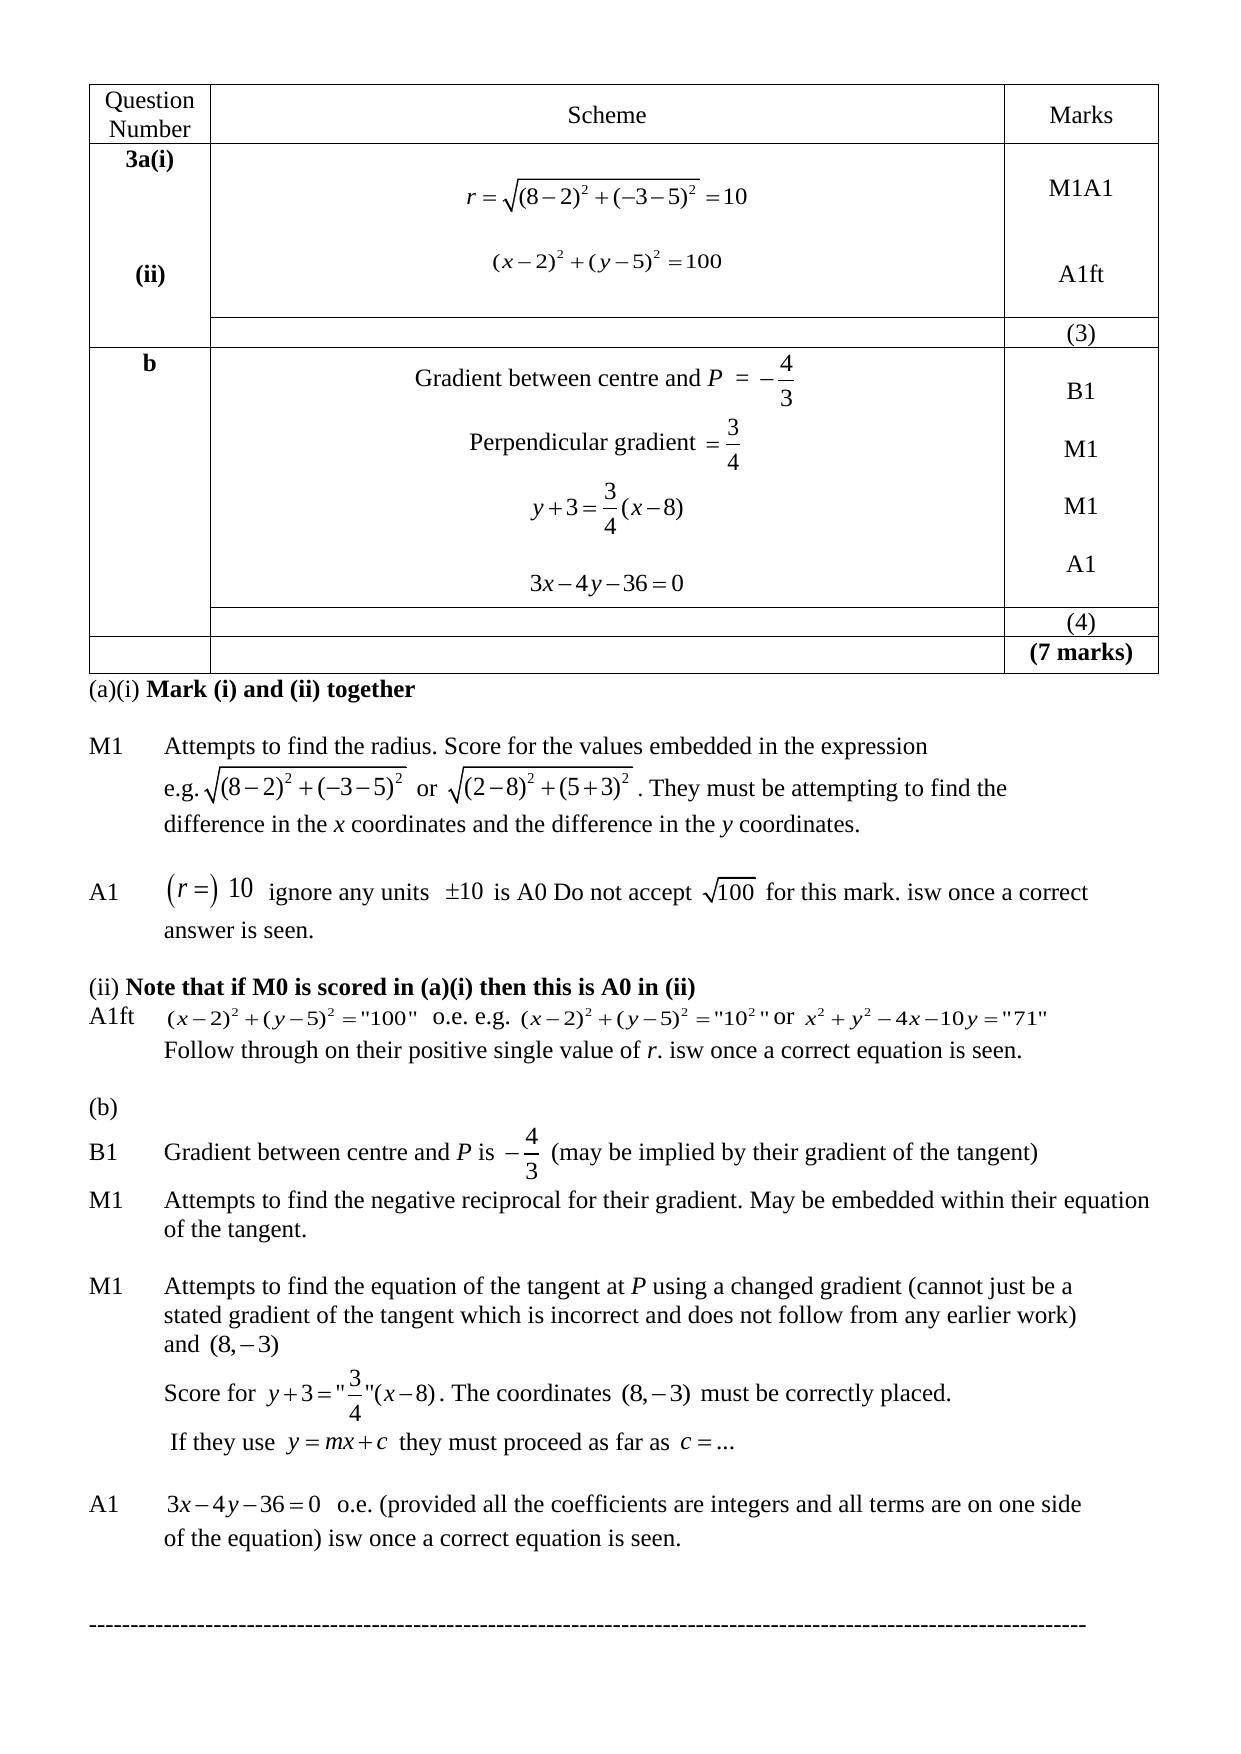 Question Number Scheme Marks
3a(i) r = √((8 − 2)² + (−3 − 5)²) = 10 M1A1
(ii) (x − 2)² + (y − 5)² = 100 A1ft
(3)
b Gradient between centre and P = −4/3 B1
Perpendicular gradient = 3/4 M1
y + 3 = 3/4(x − 8) M1
3x − 4y − 36 = 0 A1
(4)
(7 marks)
(a)(i) Mark (i) and (ii) together
M1 Attempts to find the radius. Score for the values embedded in the expression
e.g. √((8 − 2)² + (−3 − 5)²) or √((2 − 8)² + (5 + 3)²) . They must be attempting to find the
difference in the x coordinates and the difference in the y coordinates.
A1 (r =) 10 ignore any units ±10 is A0 Do not accept √100 for this mark. isw once a correct
answer is seen.
(ii) Note that if M0 is scored in (a)(i) then this is A0 in (ii)
A1ft (x − 2)² + (y − 5)² = "100" o.e. e.g. (x − 2)² + (y − 5)² = "10²" or x² + y² − 4x − 10y = "71"
Follow through on their positive single value of r. isw once a correct equation is seen.
(b)
B1 Gradient between centre and P is −4/3 (may be implied by their gradient of the tangent)
M1 Attempts to find the negative reciprocal for their gradient. May be embedded within their equation
of the tangent.
M1 Attempts to find the equation of the tangent at P using a changed gradient (cannot just be a
stated gradient of the tangent which is incorrect and does not follow from any earlier work)
and (8, −3)
Score for y + 3 = "3/4"(x − 8). The coordinates (8, −3) must be correctly placed.
If they use y = mx + c they must proceed as far as c = ...
A1 3x − 4y − 36 = 0 o.e. (provided all the coefficients are integers and all terms are on one side
of the equation) isw once a correct equation is seen.